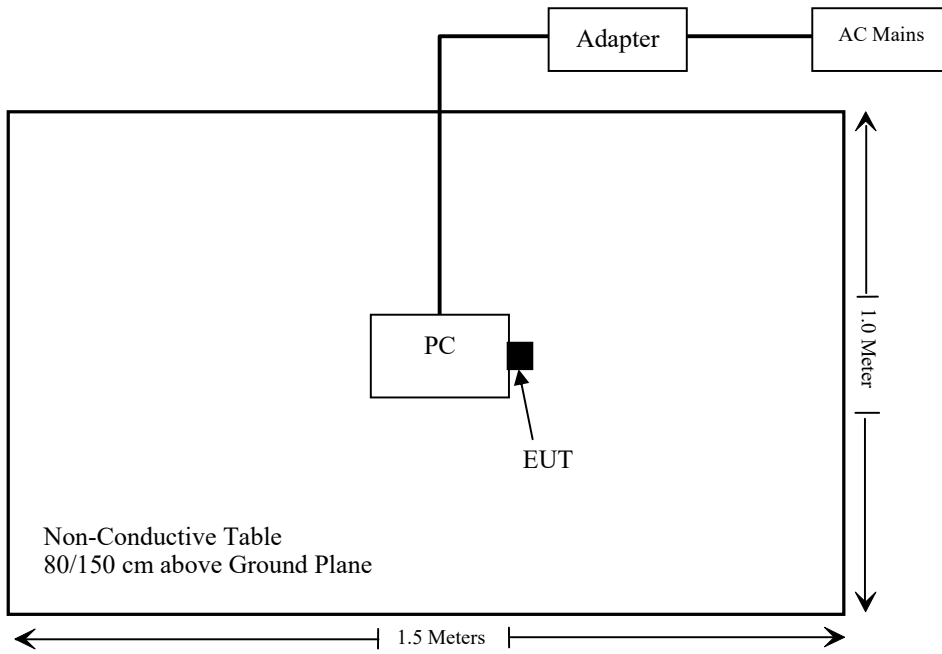 Adapter
AC Mains
PC
EUT
1.0 Meter
Non-Conductive Table
80/150 cm above Ground Plane
1.5 Meters